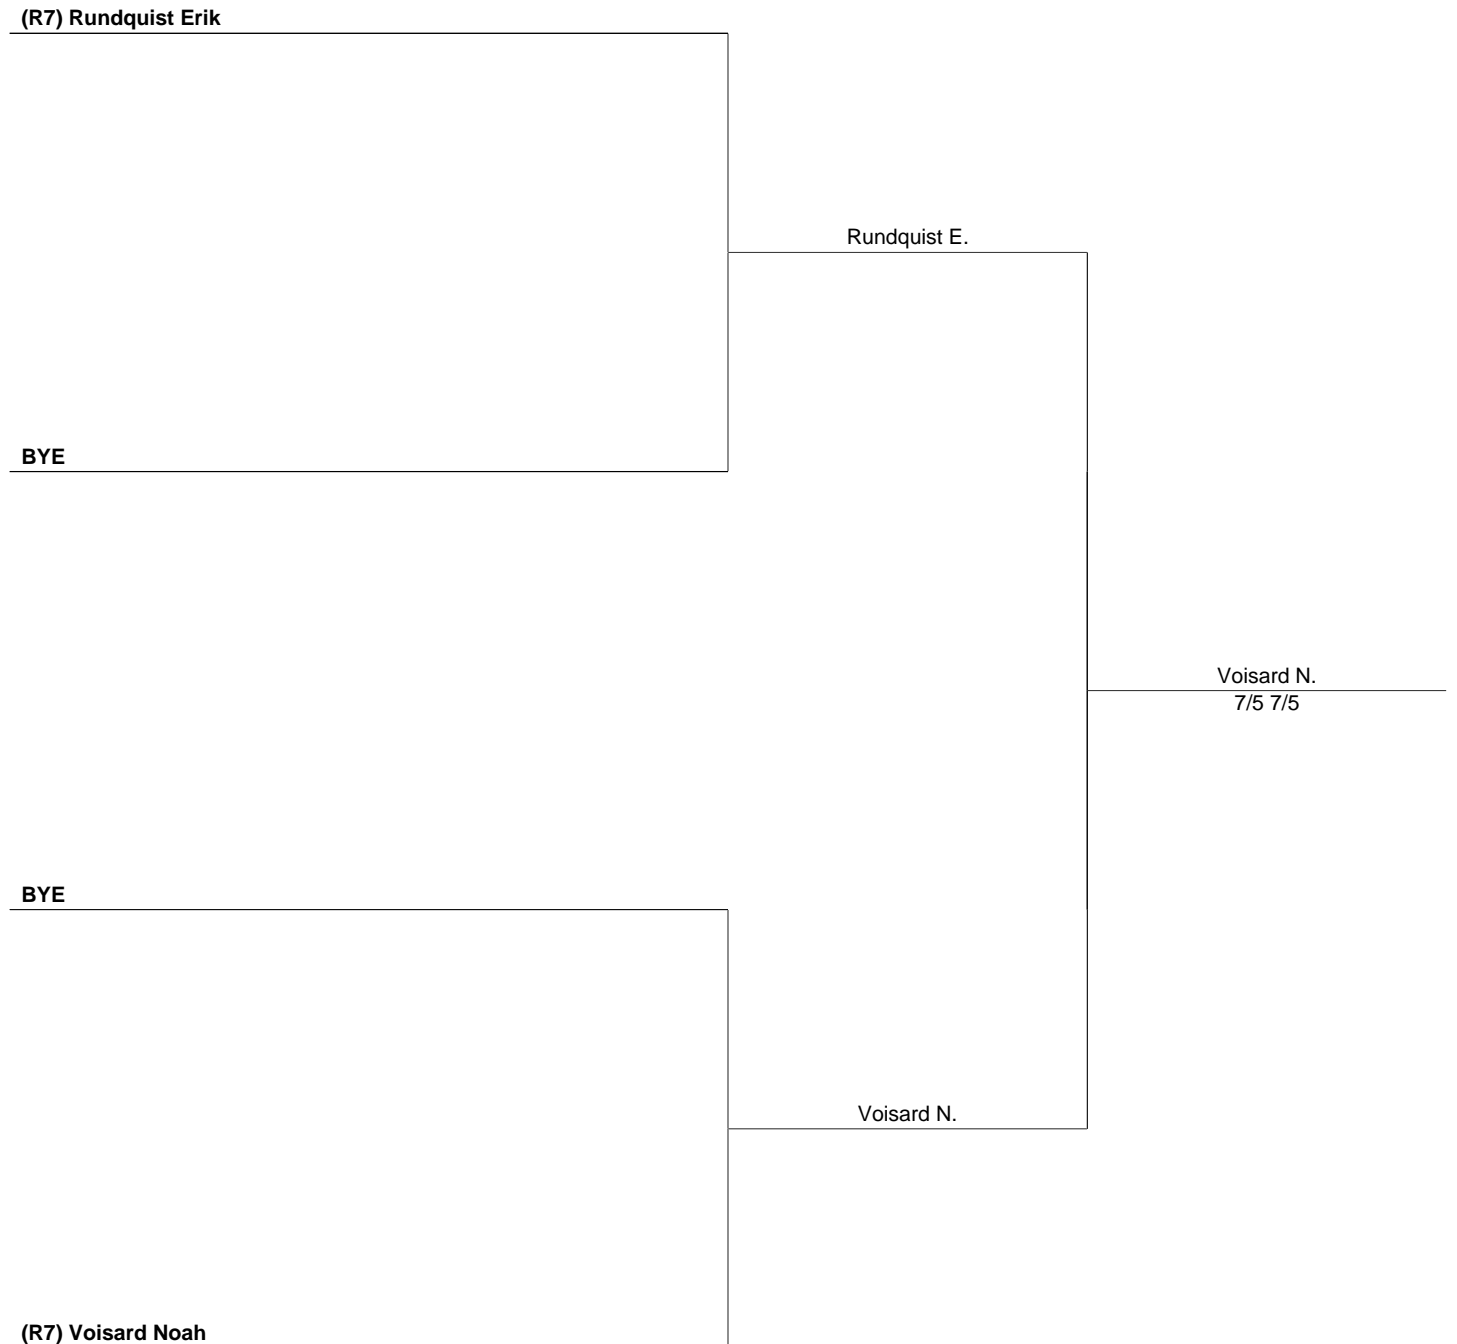 (R7) Rundquist Erik
Rundquist E.
BYE
Voisard N.
7/5 7/5
BYE
Voisard N.
(R7) Voisard Noah